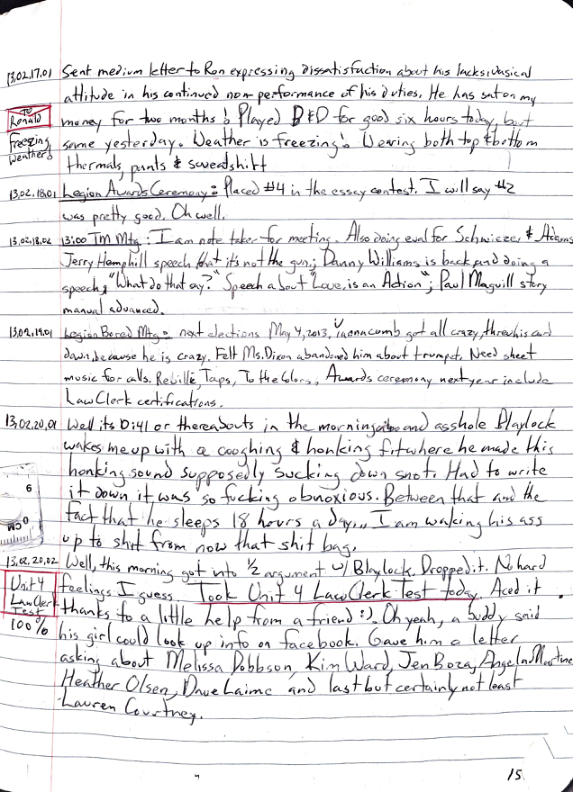 13.02.17.01 Sent medium letter to Ron expressing dissatisfaction about his lacksidasical
attitude in his continued non performance of his duties. He has sat on my
To Ronald money for two months! Played D&D for good six hours today, but
Freezing Weather! same yesterday. Weather is freezing! Wearing both top & bottom
thermals, pants & sweatshirt
13.02.18.01 Legion Awards Ceremony: Placed #4 in the essay contest. I will say #2
was pretty good. Oh well.
13.02.18.02 13:00 TM Mtg: I am note taker for meeting. Also doing eval for Schwiezer & Adams
Jerry Hemphill speech that it's not the gun; Danny Williams is back and doing a
speech, "What do that say?" Speech about "Love, is an Action"; Paul Maguill story
manual advanced.
13.02.19.01 Legion Bored Mtg: next elections May 4, 2013, got all crazy, threw his card
down because he is crazy. Felt Ms. Dixon abandoned him about trumpet. Need sheet
music for calls. Reville, Taps, To the Colors, Awards ceremony next year include
Law Clerk certifications.
13.02.20.01 Well its 0:41 or thereabouts in the morning and asshole Blaylock
wakes me up with a coughing & honking fit where he made this
honking sound supposedly sucking down snot. Had to write
it down it was so fucking obnoxious. Between that and the
fact that he sleeps 18 hours a day... I am waking his ass
up to shit from now that shit bag.
13.02.20.02 Well, this morning got into 1/2 argument w/ Blaylock. Dropped it. No hard
Unit 4 Law Clerk Test feelings I guess. Took Unit 4 Law Clerk Test today. Aced it.
100% thanks to a little help from a friend :). Oh yeah, a buddy said
his girl could look up info on facebook. Gave him a letter
asking about Melissa Dobbson, Kim Ward, Jen Boza, Angelina Martine
Heather Olsen, Dave Laime and last but certainly not least
Lauren Courtney.
6
15